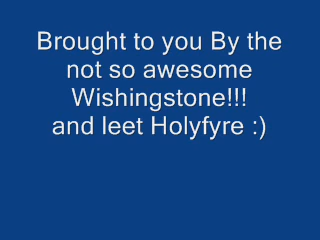 Brought to you By the
not so awesome
Wishingstone!!!
and leet Holyfyre :)